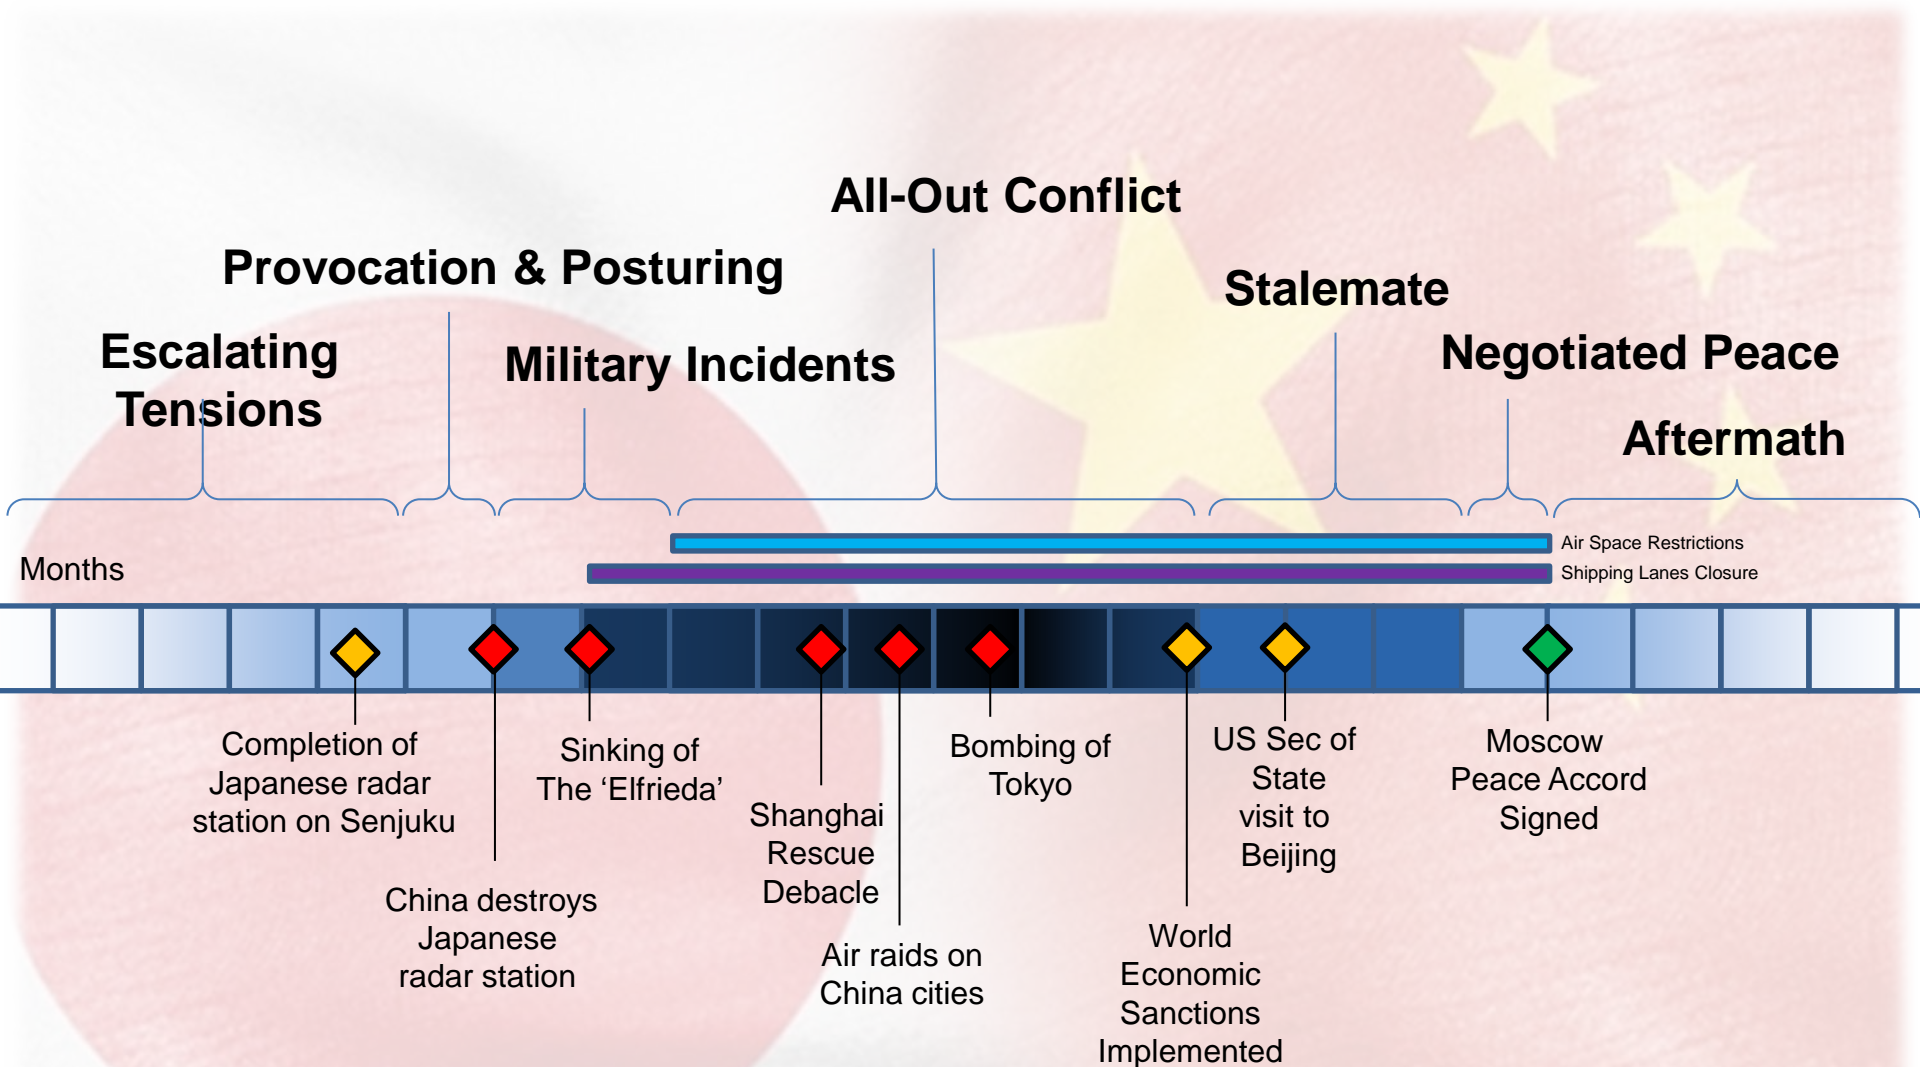 All-Out Conflict
Provocation & Posturing
Stalemate
Escalating
Tensions
Military Incidents
Negotiated Peace
Aftermath
Air Space Restrictions
Months
Shipping Lanes Closure
Completion of
Japanese radar
station on Senjuku
China destroys
Japanese
radar station
Sinking of
The ‘Elfrieda’
Shanghai
Rescue
Debacle
Air raids on
China cities
Bombing of
Tokyo
World
Economic
Sanctions
Implemented
US Sec of
State
visit to
Beijing
Moscow
Peace Accord
Signed